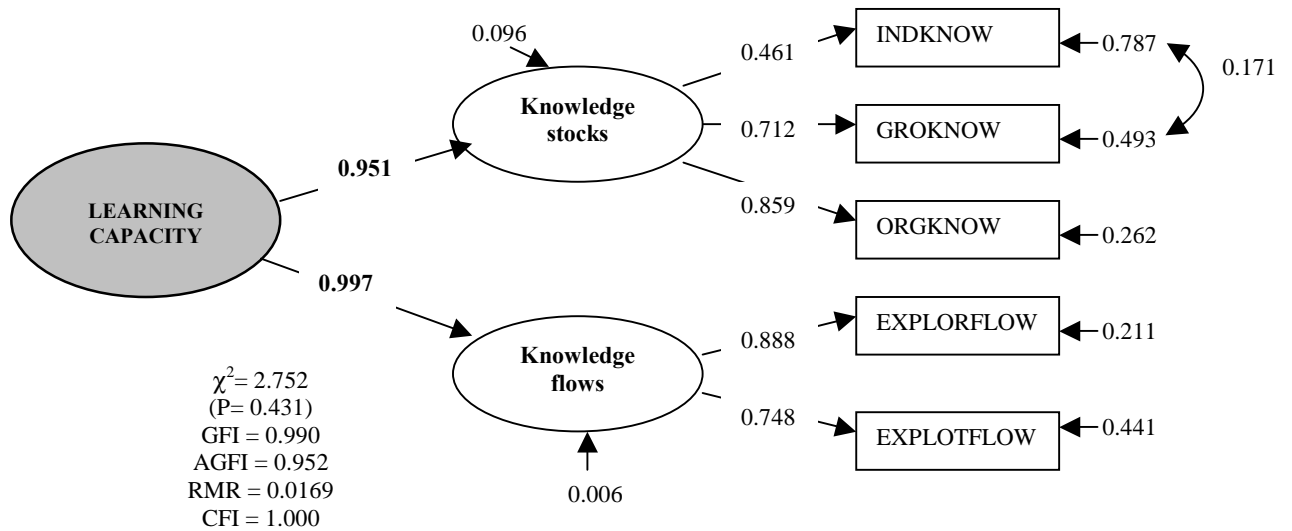 0.096
0.461
INDKNOW
0.787
0.171
Knowledge
stocks
0.712
GROKNOW
0.493
0.951
LEARNING
CAPACITY
0.859
ORGKNOW
0.262
0.997
0.888
EXPLORFLOW
0.211
Knowledge
flows
0.748
EXPLOTFLOW
0.441
0.006
χ²= 2.752
(P= 0.431)
GFI = 0.990
AGFI = 0.952
RMR = 0.0169
CFI = 1.000